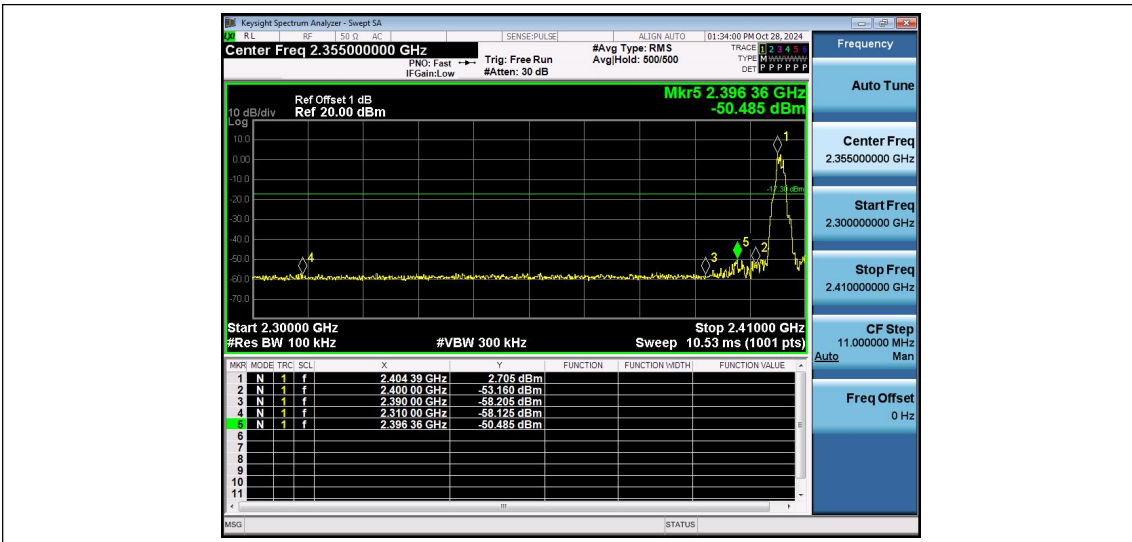 Keysight Spectrum Analyzer - Swept SA
LXI RL RF 50 Ω AC SENSE:PULSE ALIGN AUTO 01:34:00 PM Oct 28, 2024
Center Freq 2.355000000 GHz
PNO: Fast
IFGain:Low
Trig: Free Run
#Atten: 30 dB
#Avg Type: RMS
Avg|Hold: 500/500
TRACE 1 2 3 4 5 6
TYPE M WWWWW
DET P P P P P P
Frequency
Auto Tune
Center Freq
2.355000000 GHz
Start Freq
2.300000000 GHz
Stop Freq
2.410000000 GHz
CF Step
11.000000 MHz
Auto Man
Freq Offset
0 Hz
Mkr5 2.396 36 GHz
-50.485 dBm
Ref Offset 1 dB
10 dB/div Ref 20.00 dBm
Log
10.0
0.00
-10.0
-20.0
-30.0
-40.0
-50.0
-60.0
-70.0
-17.30 dBm
1
2
3
4
5
Start 2.30000 GHz Stop 2.41000 GHz
#Res BW 100 kHz #VBW 300 kHz Sweep 10.53 ms (1001 pts)
MKR MODE TRC SCL X Y FUNCTION FUNCTION WIDTH FUNCTION VALUE
1 N 1 f 2.404 39 GHz 2.705 dBm
2 N 1 f 2.400 00 GHz -53.160 dBm
3 N 1 f 2.390 00 GHz -58.205 dBm
4 N 1 f 2.310 00 GHz -58.125 dBm
5 N 1 f 2.396 36 GHz -50.485 dBm
6
7
8
9
10
11
MSG STATUS